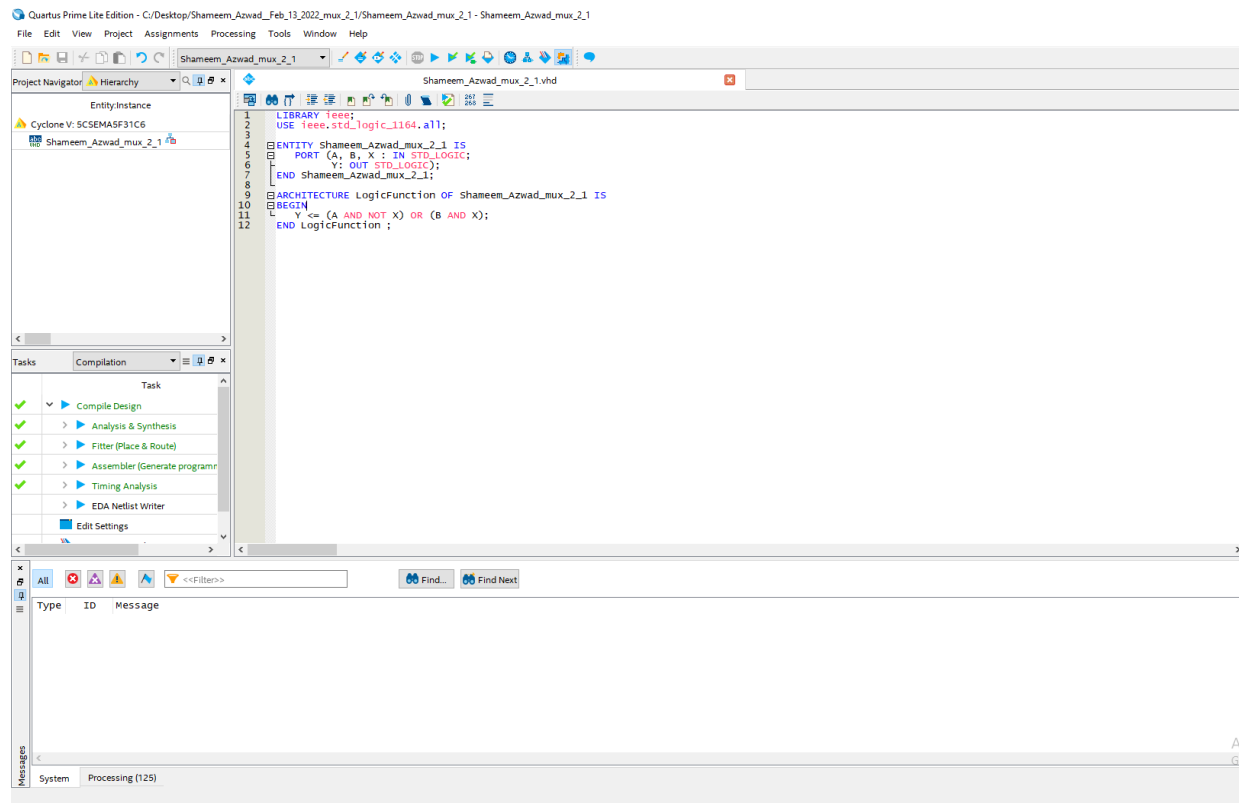 Quartus Prime Lite Edition - C:/Desktop/Shameem_Azwad__Feb_13_2022_mux_2_1/Shameem_Azwad_mux_2_1 - Shameem_Azwad_mux_2_1
File Edit View Project Assignments Processing Tools Window Help
Shameem_Azwad_mux_2_1
Project Navigator Hierarchy
Entity:Instance
Cyclone V: 5CSEMA5F31C6
Shameem_Azwad_mux_2_1
Tasks Compilation
Task
Compile Design
Analysis & Synthesis
Fitter (Place & Route)
Assembler (Generate programm
Timing Analysis
EDA Netlist Writer
Edit Settings
Shameem_Azwad_mux_2_1.vhd
267
268
1 LIBRARY ieee;
2 USE ieee.std_logic_1164.all;
3
4 ENTITY Shameem_Azwad_mux_2_1 IS
5 PORT (A, B, X : IN STD_LOGIC;
6 Y: OUT STD_LOGIC);
7 END Shameem_Azwad_mux_2_1;
8
9 ARCHITECTURE LogicFunction OF Shameem_Azwad_mux_2_1 IS
10 BEGIN
11 Y <= (A AND NOT X) OR (B AND X);
12 END LogicFunction ;
All <<Filter>> Find... Find Next
Type ID Message
Messages
System Processing (125)